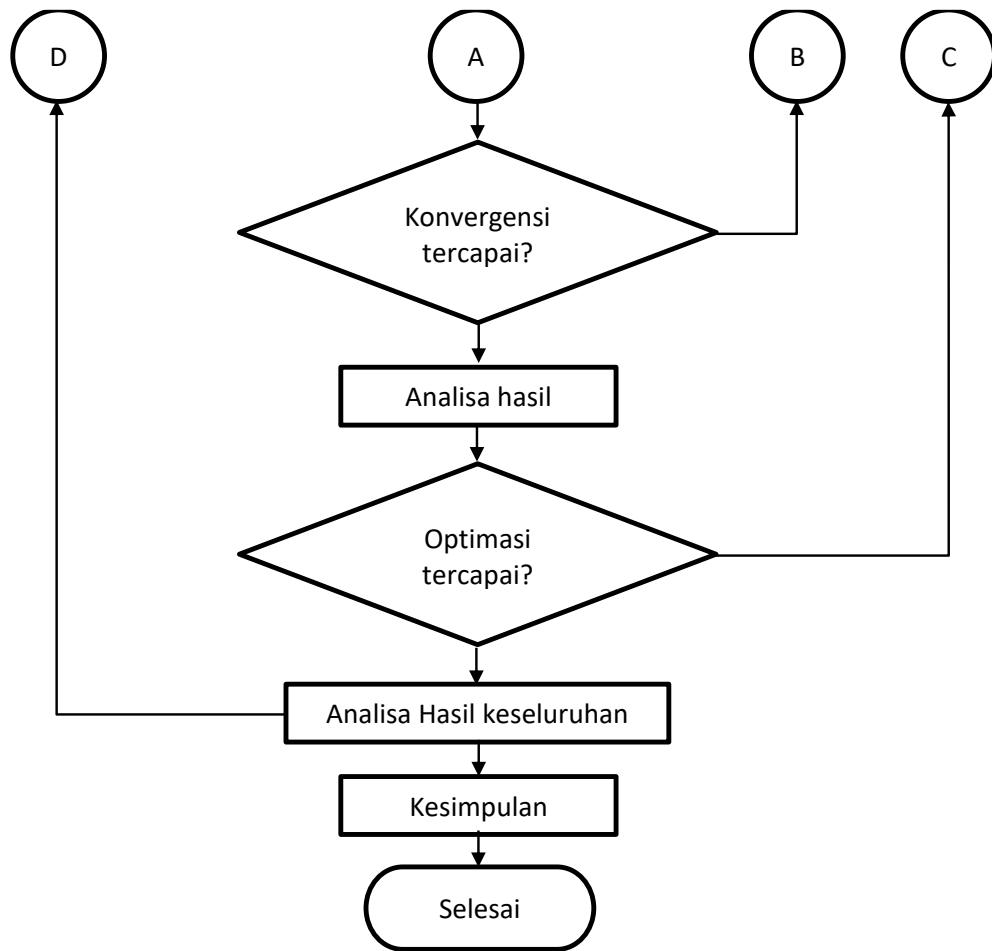 D
A
B
C
Konvergensi
tercapai?
Analisa hasil
Optimasi
tercapai?
Analisa Hasil keseluruhan
Kesimpulan
Selesai